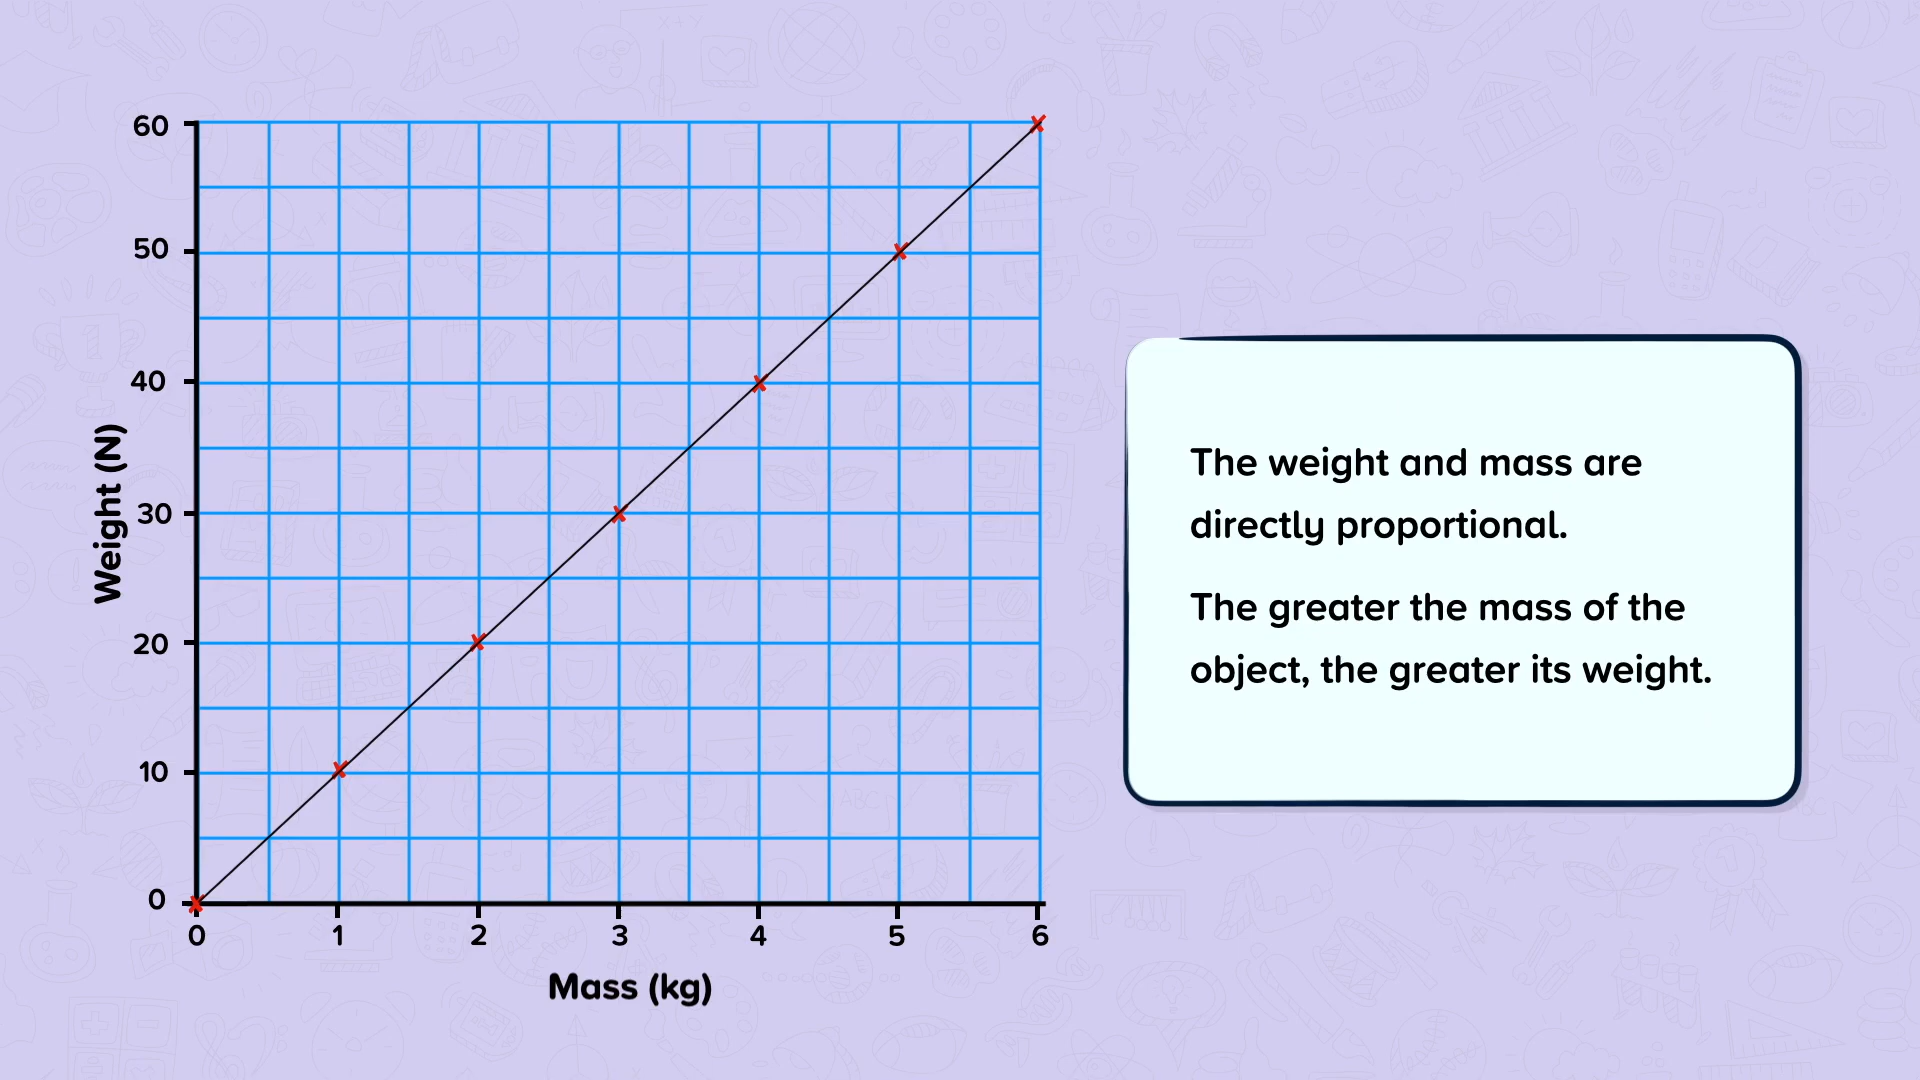 60
50
40
30
20
10
0
Weight (N)
0 1 2 3 4 5 6
Mass (kg)
The weight and mass are
directly proportional.
The greater the mass of the
object, the greater its weight.